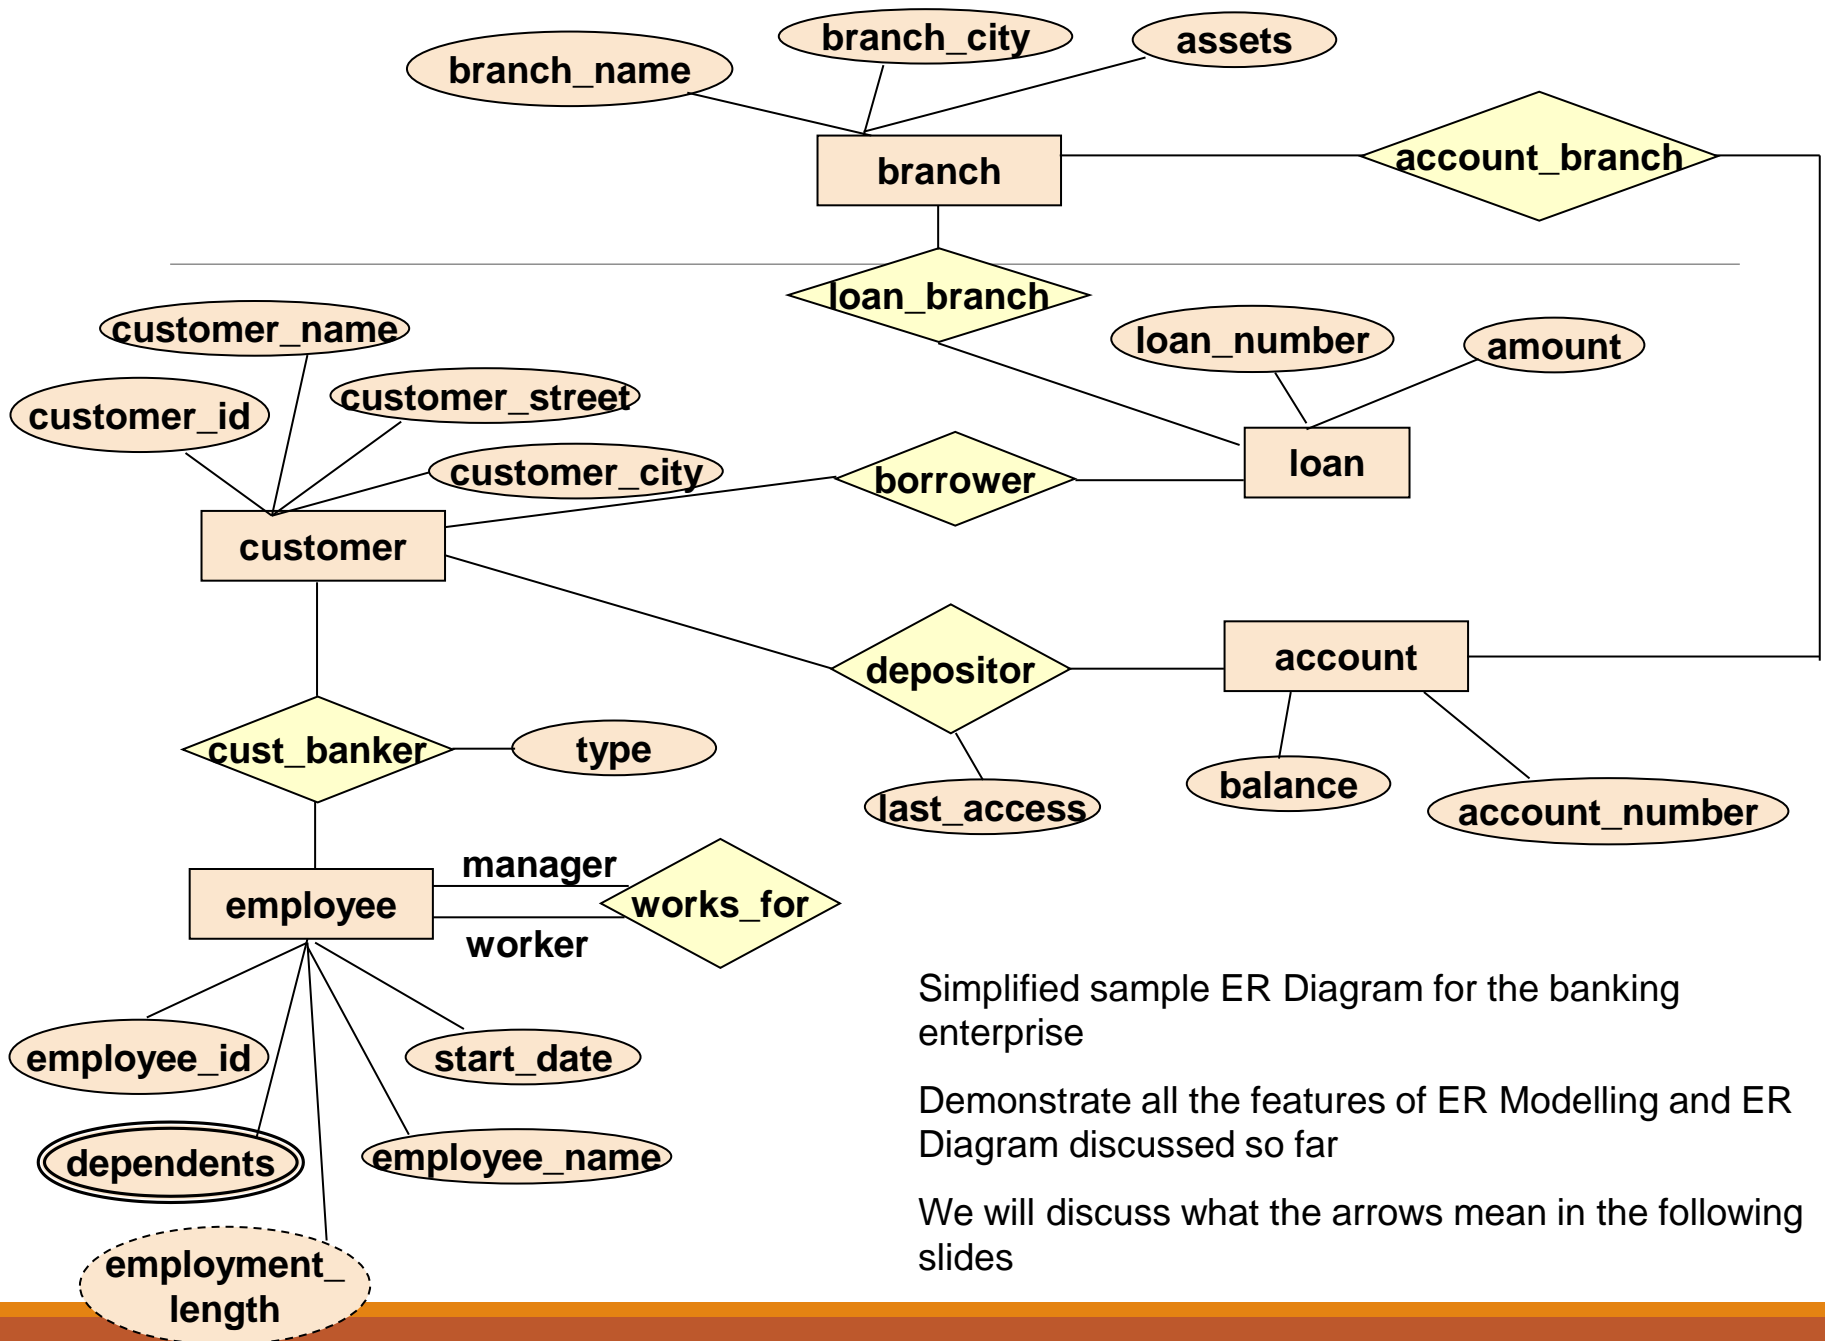 branch_city
assets
branch_name
branch
account_branch
loan_branch
customer_name
loan_number
amount
customer_street
customer_id
customer_city
borrower
loan
customer
depositor
account
cust_banker
type
last_access
balance
account_number
manager
employee
works_for
worker
employee_id
start_date
dependents
employee_name
employment_
length
Simplified sample ER Diagram for the banking
enterprise
Demonstrate all the features of ER Modelling and ER
Diagram discussed so far
We will discuss what the arrows mean in the following
slides